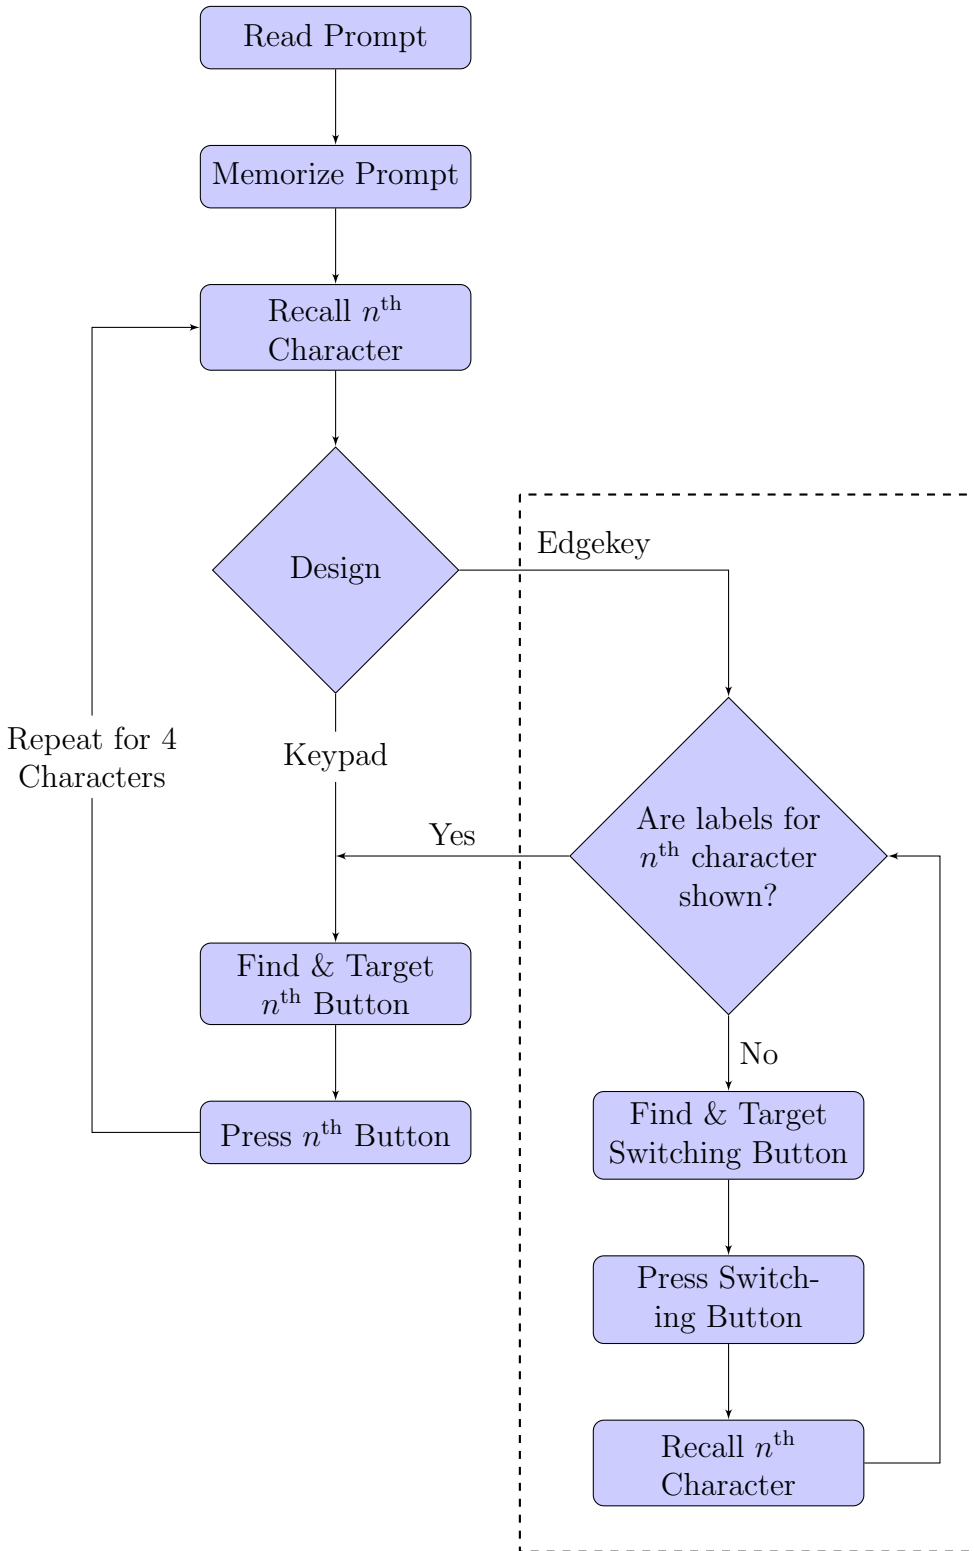 Read Prompt
Memorize Prompt
Recall nth
Character
Design
Edgekey
Repeat for 4
Characters
Keypad
Yes
Are labels for
nth character
shown?
Find & Target
nth Button
No
Press nth Button
Find & Target
Switching Button
Press Switch-
ing Button
Recall nth
Character